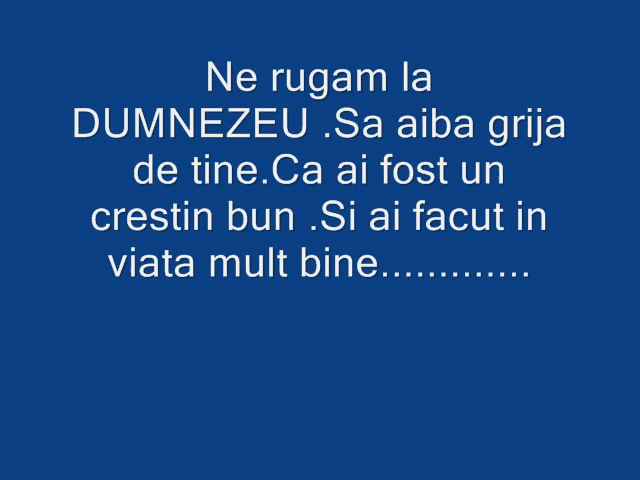 Ne rugam la
DUMNEZEU .Sa aiba grija
de tine.Ca ai fost un
crestin bun .Si ai facut in
viata mult bine.............